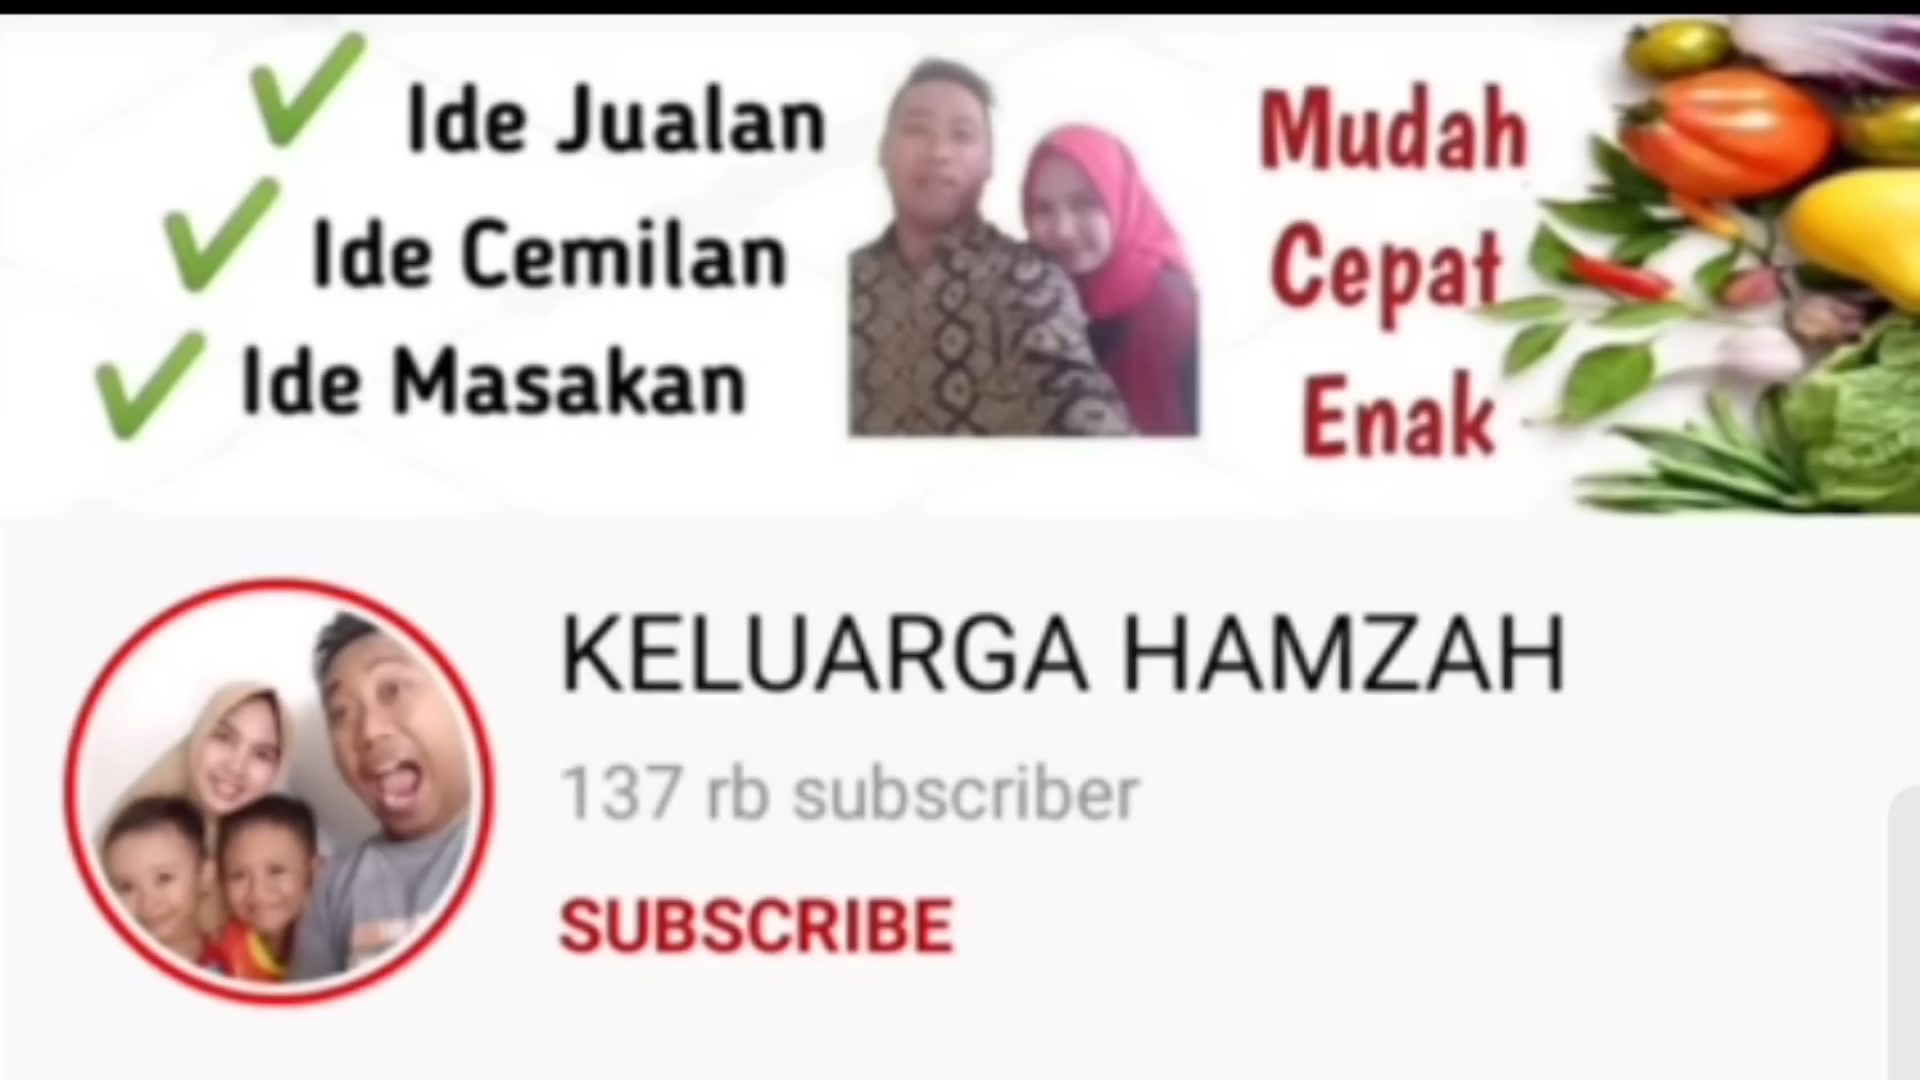 Ide Jualan
Ide Cemilan
Ide Masakan
Mudah
Cepat
Enak
KELUARGA HAMZAH
137 rb subscriber
SUBSCRIBE